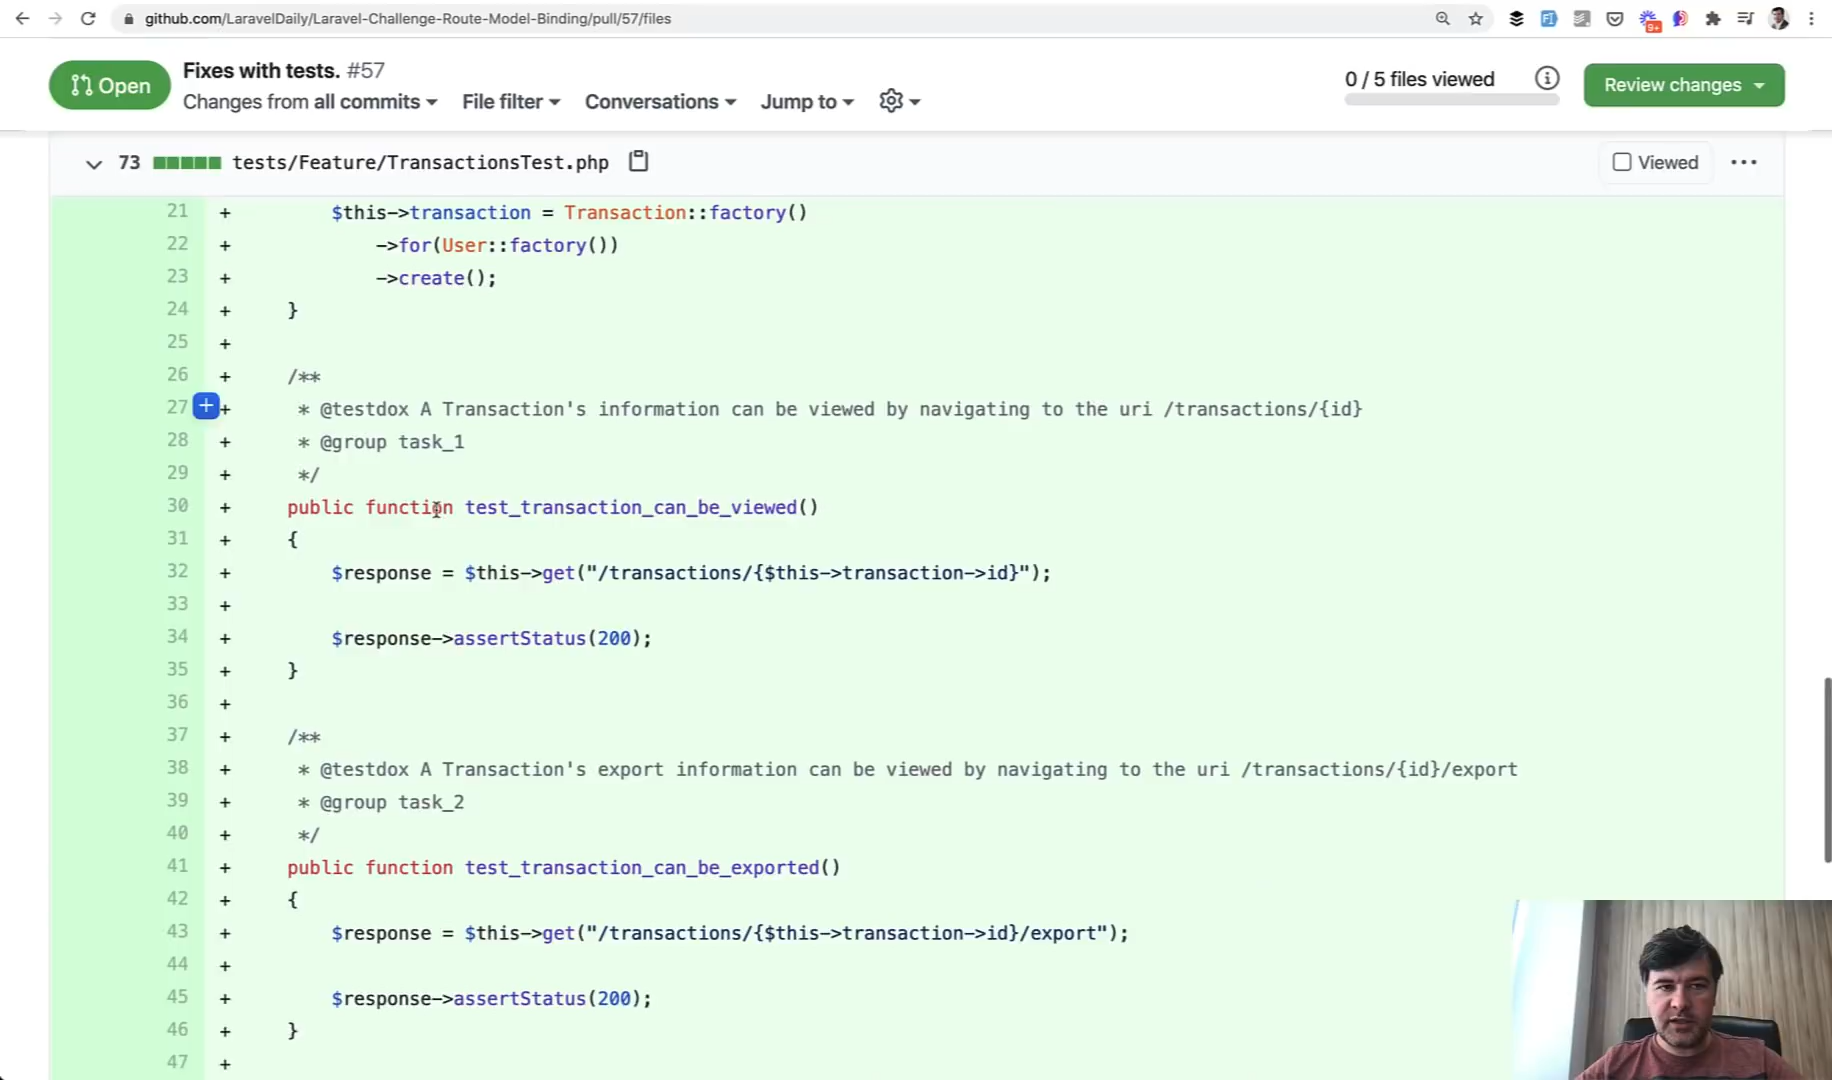 github.com/LaravelDaily/Laravel-Challenge-Route-Model-Binding/pull/57/files
9+
Open
Fixes with tests. #57
Changes from all commits
File filter
Conversations
Jump to
0 / 5 files viewed
Review changes
73 tests/Feature/TransactionsTest.php
Viewed
21 + $this->transaction = Transaction::factory()
22 + ->for(User::factory())
23 + ->create();
24 + }
25 +
26 + /**
27 + * @testdox A Transaction's information can be viewed by navigating to the uri /transactions/{id}
28 + * @group task_1
29 + */
30 + public function test_transaction_can_be_viewed()
31 + {
32 + $response = $this->get("/transactions/{$this->transaction->id}");
33 +
34 + $response->assertStatus(200);
35 + }
36 +
37 + /**
38 + * @testdox A Transaction's export information can be viewed by navigating to the uri /transactions/{id}/export
39 + * @group task_2
40 + */
41 + public function test_transaction_can_be_exported()
42 + {
43 + $response = $this->get("/transactions/{$this->transaction->id}/export");
44 +
45 + $response->assertStatus(200);
46 + }
47 +